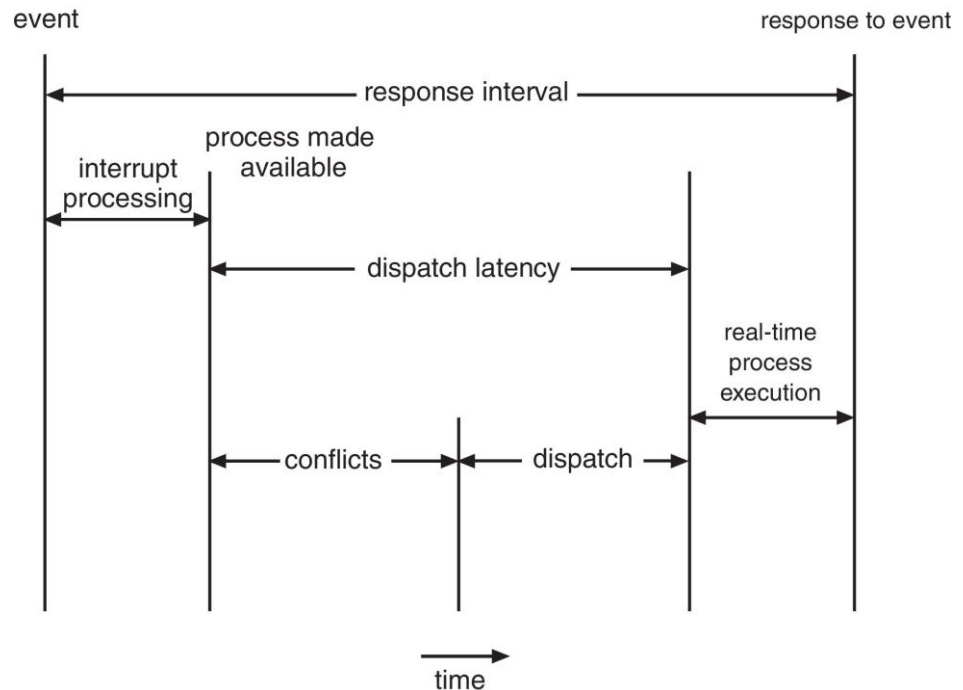 event
response to event
response interval
process made
available
interrupt
processing
dispatch latency
real-time
process
execution
conflicts
dispatch
time